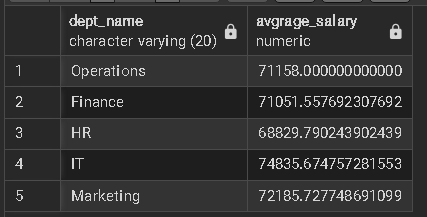 dept_name avgrage_salary
character varying (20) numeric
1 Operations 71158.000000000000
2 Finance 71051.557692307692
3 HR 68829.790243902439
4 IT 74835.674757281553
5 Marketing 72185.727748691099